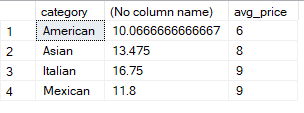 category (No column name) avg_price
1 American 10.0666666666667 6
2 Asian 13.475 8
3 Italian 16.75 9
4 Mexican 11.8 9